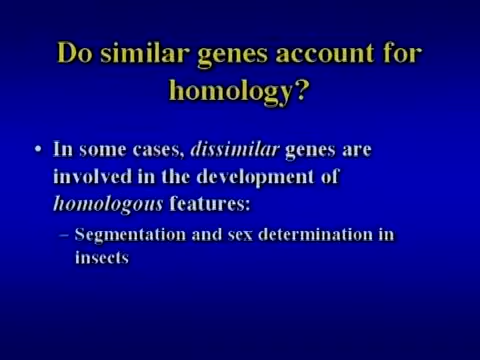 Do similar genes account for
homology?
• In some cases, dissimilar genes are
involved in the development of
homologous features:
– Segmentation and sex determination in
insects